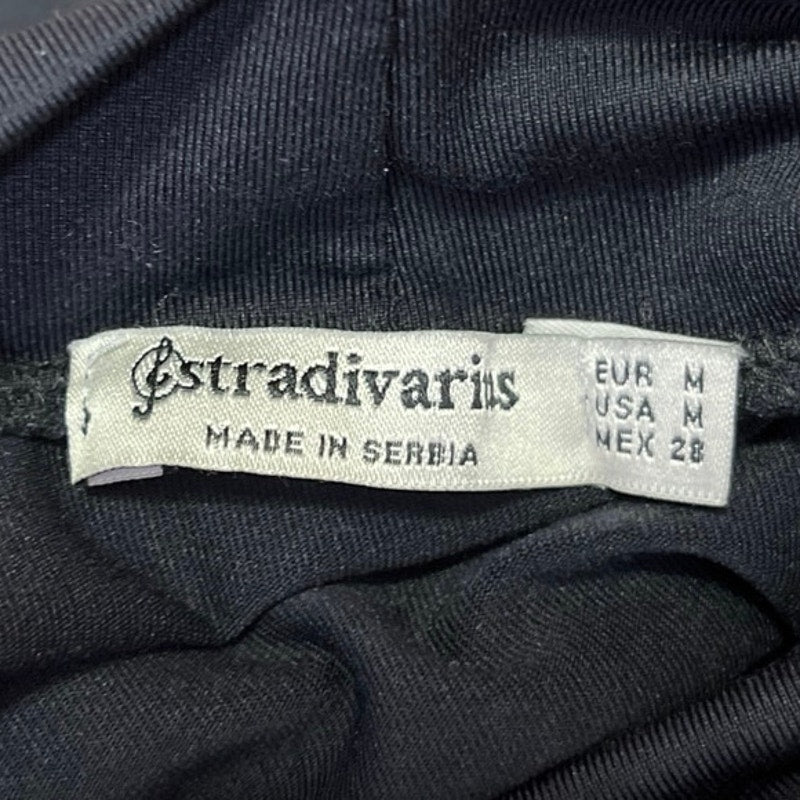 stradivarius
MADE IN SERBIA
EUR M
USA M
MEX 28